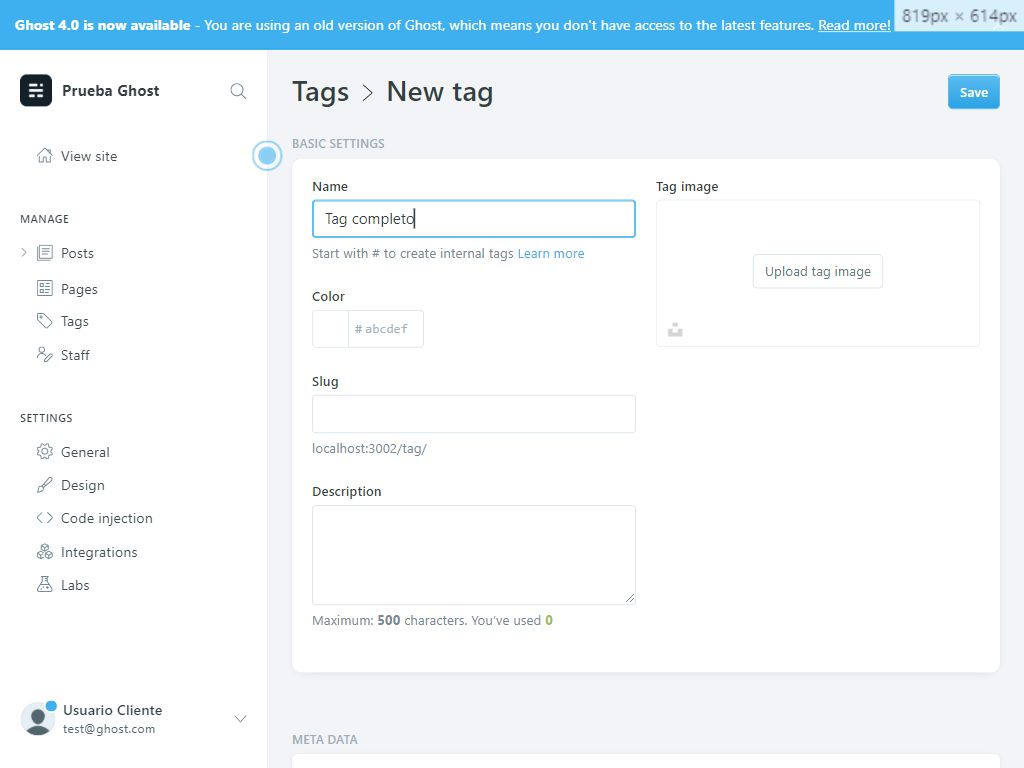 Ghost 4.0 is now available - You are using an old version of Ghost, which means you don't have access to the latest features. Read more!
819px × 614px
Prueba Ghost
Tags > New tag
Save
View site
BASIC SETTINGS
Name
Tag completo
Start with # to create internal tags Learn more
Tag image
Upload tag image
MANAGE
Posts
Pages
Tags
Staff
Color
# abcdef
Slug
localhost:3002/tag/
SETTINGS
General
Design
Code injection
Integrations
Labs
Description
Maximum: 500 characters. You've used 0
Usuario Cliente
test@ghost.com
META DATA